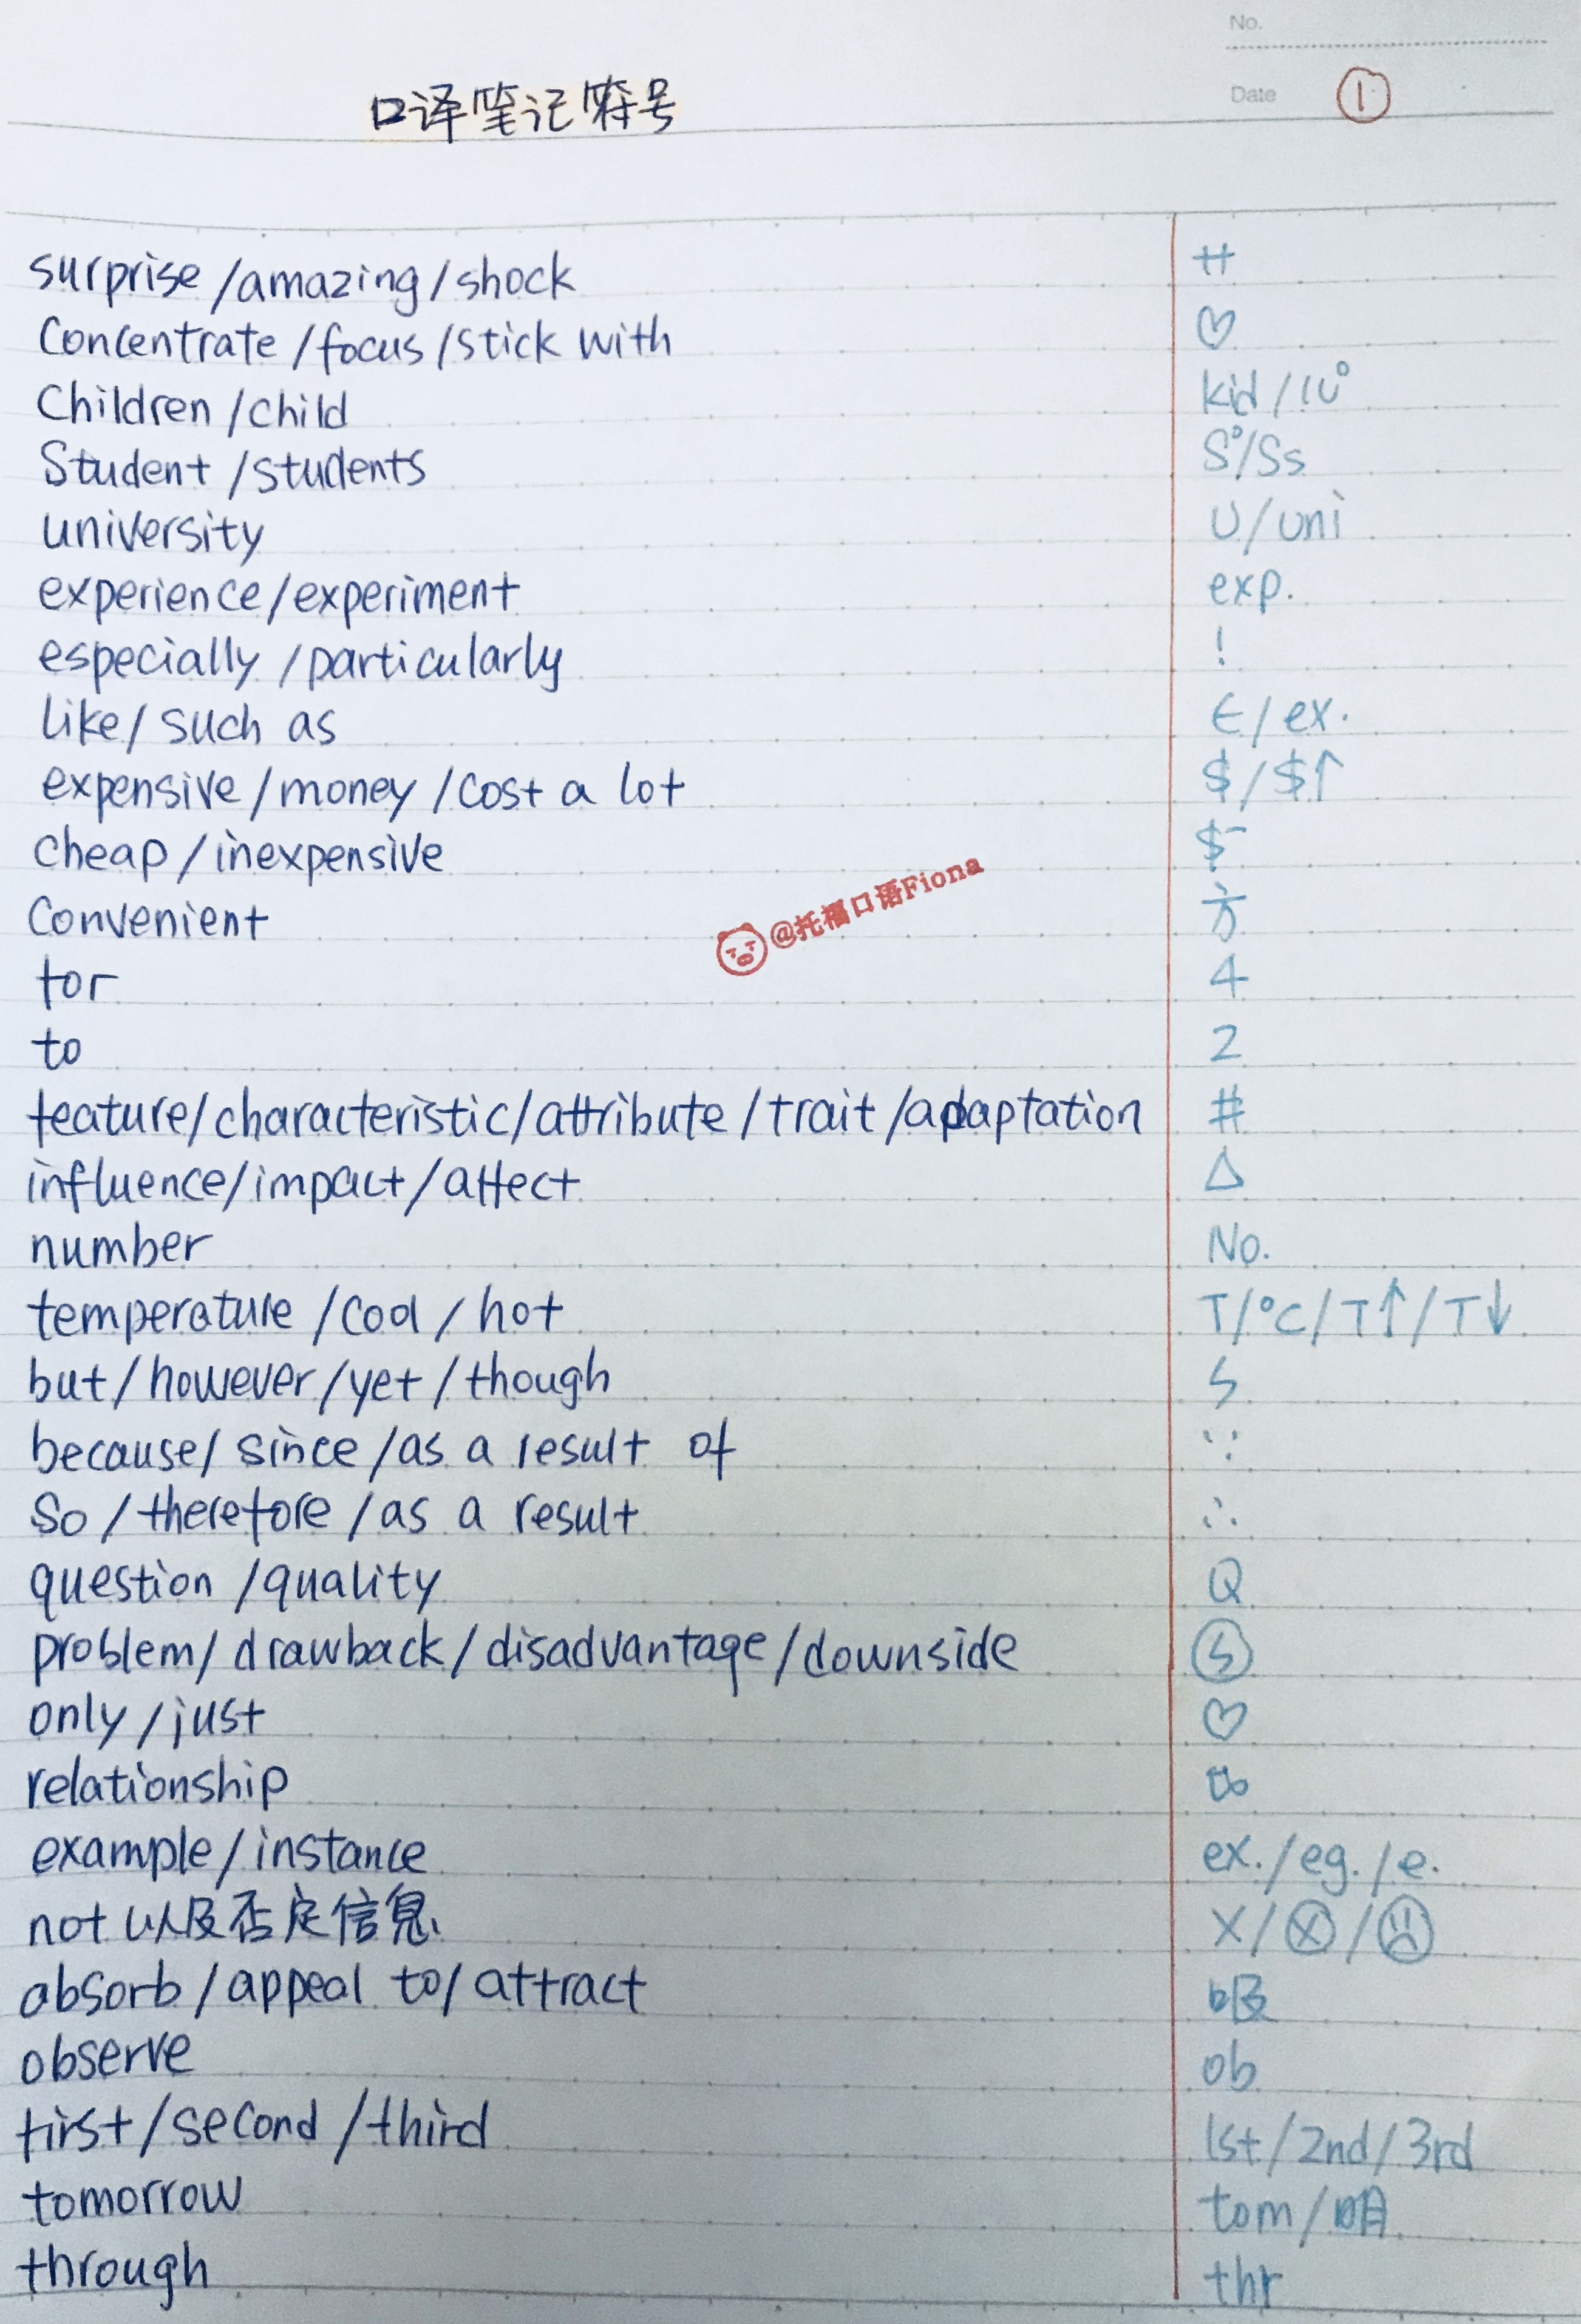 No.
口译笔记符号
Date ①
surprise/amazing/shock 艹
Concentrate/focus/stick with ♡
Children/child kid/
Student/students S°/Ss
university U/uni
experience/experiment exp.
especially/particularly !
like/such as ∈/ex.
expensive/money/cost a lot $/$↑
cheap/inexpensive $⁻
Convenient 方
for 4
to 2
feature/characteristic/attribute/trait/adaptation #
influence/impact/affect △
number No.
temperature/cool/hot T/°C/T↑/T↓
but/however/yet/though
because/since/as a result of ∵
So/therefore/as a result ∴
question/quality Q
problem/drawback/disadvantage/downside
only/just ♡
relationship
example/instance ex./eg./e.
not以及否定信息 X/ⓧ/☹
absorb/appeal to/attract 吸
observe ob
first/second/third 1st/2nd/3rd
tomorrow tom/明
through thr
@托福口语Fiona